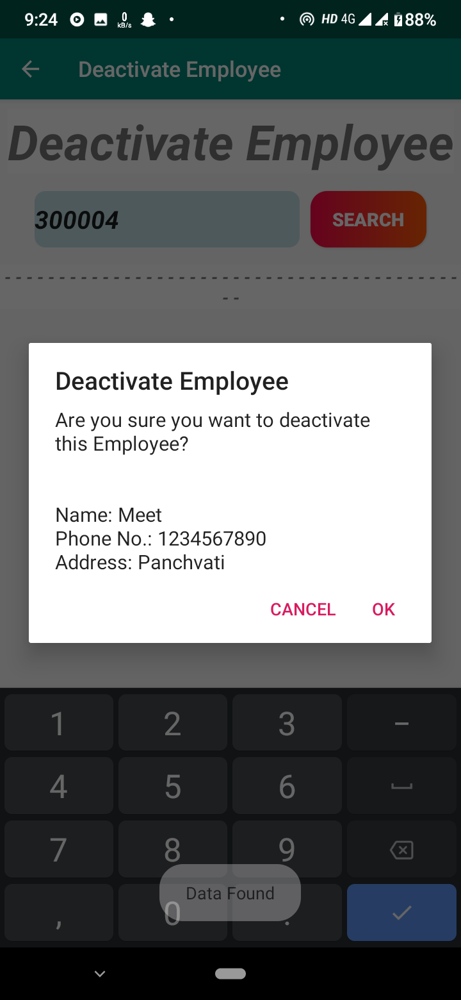 9:24 0 kB/s HD 4G 88%
Deactivate Employee
Deactivate Employee
300004 SEARCH
- - - - - - - - - - - - - - - - - - - - - - - - - - - - - - - - - - - - - - - - - -
- -
Deactivate Employee
Are you sure you want to deactivate
this Employee?
Name: Meet
Phone No.: 1234567890
Address: Panchvati
CANCEL OK
1 2 3 –
4 5 6
7 8 9
Data Found
, 0 .